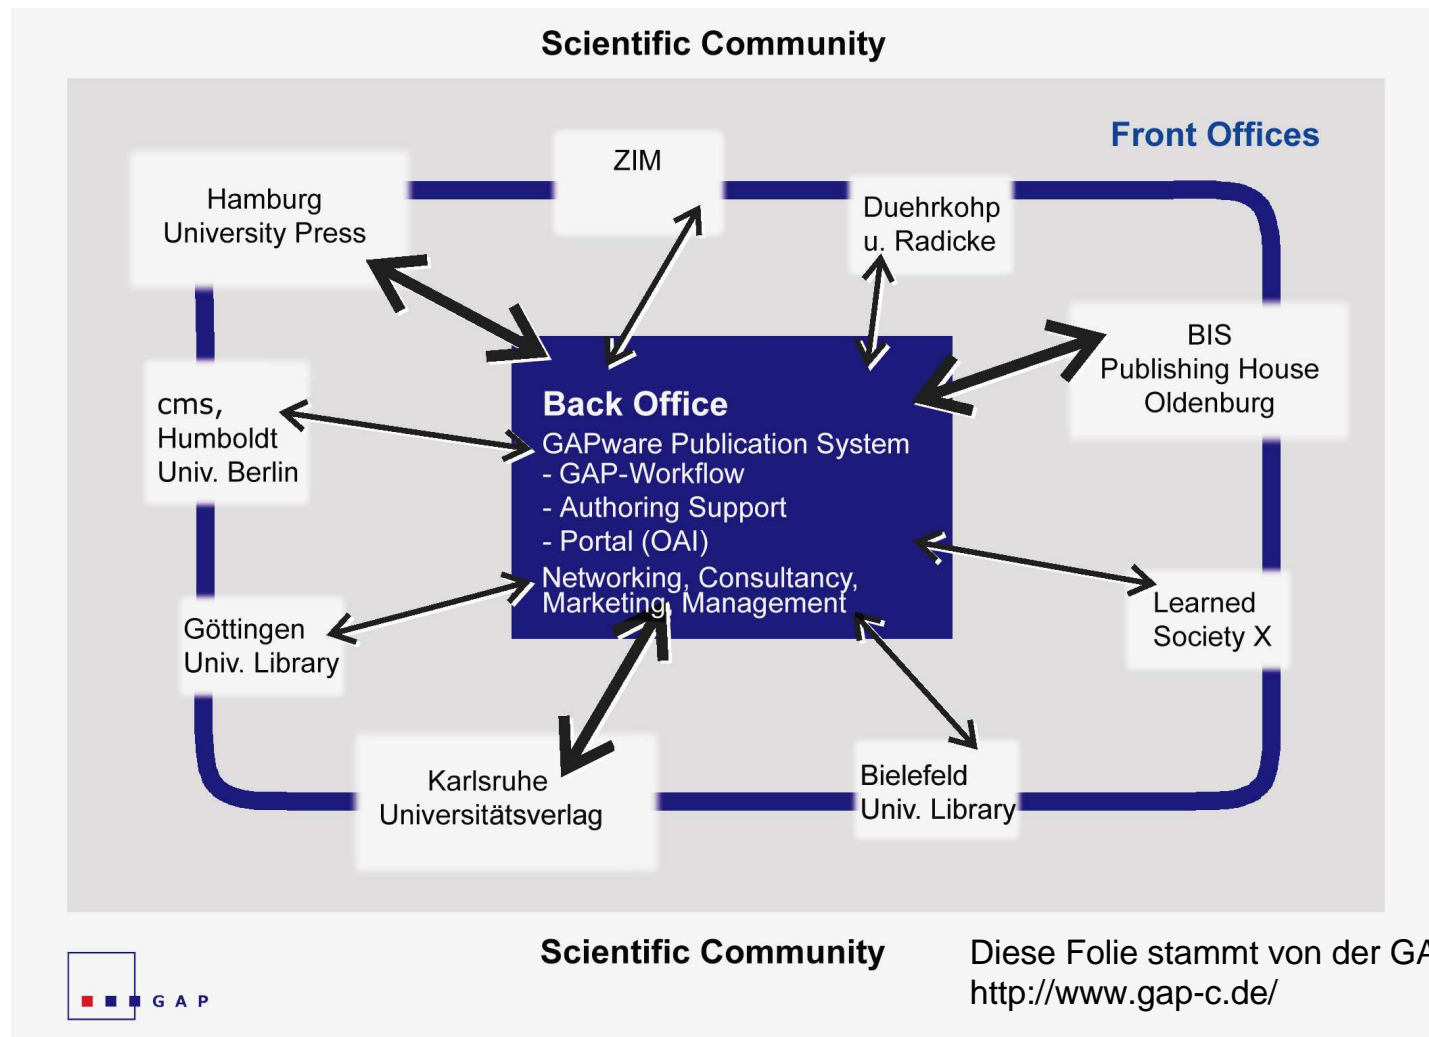 Scientific Community
Front Offices
ZIM
Hamburg
University Press
Duehrkohp
u. Radicke
BIS
Publishing House
Oldenburg
cms,
Humboldt
Univ. Berlin
Back Office
GAPware Publication System
- GAP-Workflow
- Authoring Support
- Portal (OAI)
Networking, Consultancy,
Marketing, Management
Learned
Society X
Göttingen
Univ. Library
Karlsruhe
Universitätsverlag
Bielefeld
Univ. Library
Scientific Community
Diese Folie stammt von der GA
http://www.gap-c.de/
GAP